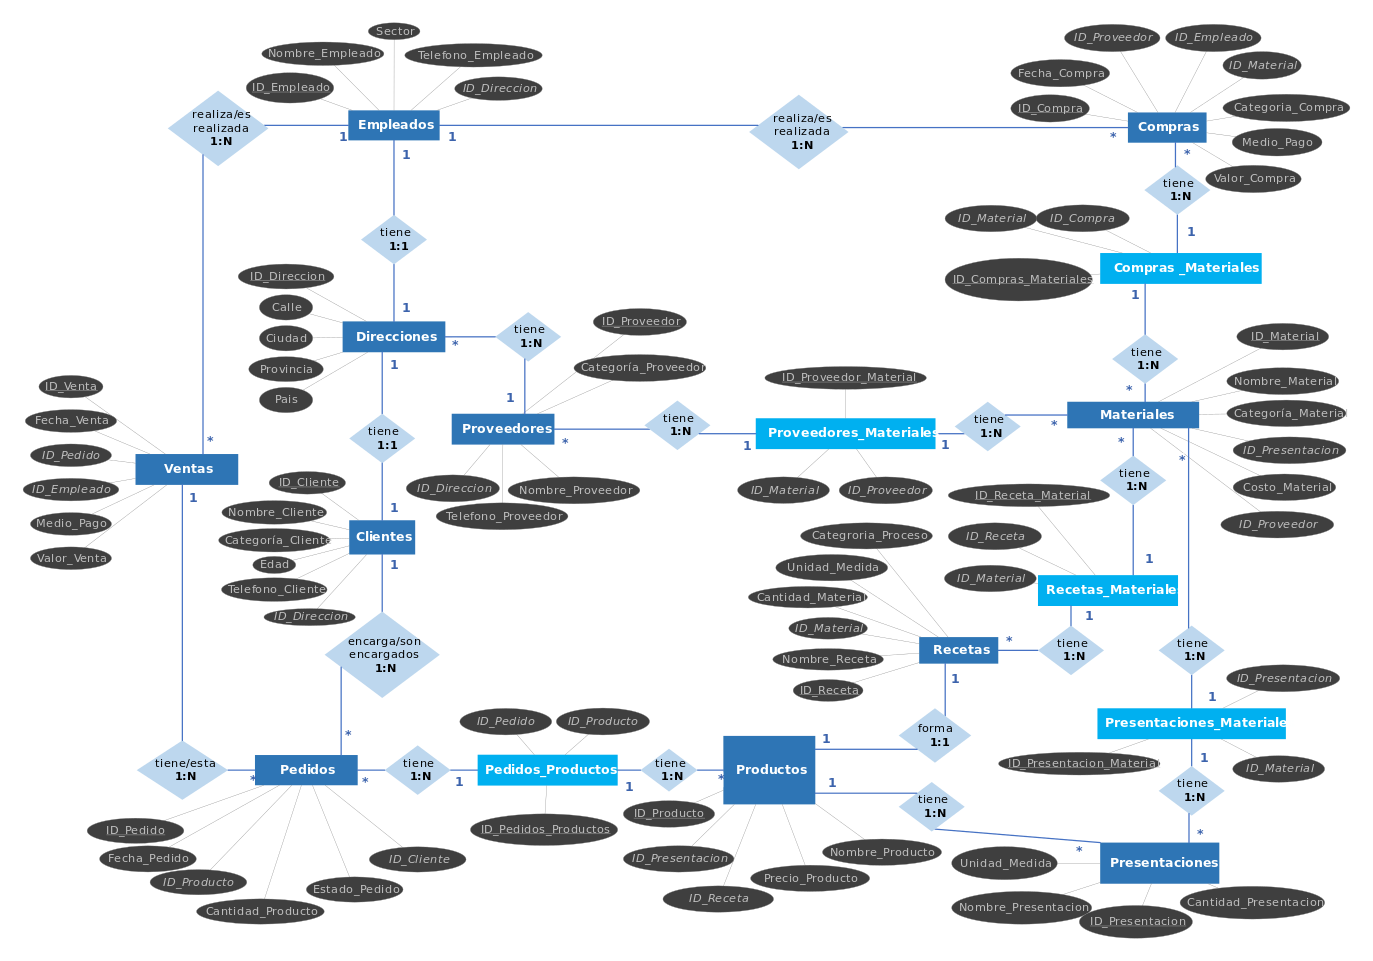 Sector
Nombre_Empleado
Telefono_Empleado
ID_Empleado
ID_Direccion
Empleados
realiza/es
realizada
1:N
1
1
1
realiza/es
realizada
1:N
*
ID_Proveedor
ID_Empleado
Fecha_Compra
ID_Material
ID_Compra
Categoria_Compra
Compras
Medio_Pago
Valor_Compra
*
tiene
1:N
1
ID_Material
ID_Compra
Compras _Materiales
ID_Compras_Materiales
1
tiene
1:N
*
tiene
1:1
1
ID_Direccion
Calle
Ciudad
Provincia
Pais
Direcciones
*
1
tiene
1:N
1
ID_Proveedor
Categoría_Proveedor
Proveedores
*
ID_Direccion
Nombre_Proveedor
Telefono_Proveedor
tiene
1:N
1
ID_Proveedor_Material
Proveedores_Materiales
1
ID_Material
ID_Proveedor
tiene
1:N
*
Materiales
ID_Material
Nombre_Material
Categoría_Material
ID_Presentacion
Costo_Material
ID_Proveedor
*
*
tiene
1:N
1
ID_Receta_Material
ID_Receta
ID_Material
Recetas_Materiale
1
tiene
1:N
*
ID_Venta
Fecha_Venta
ID_Pedido
ID_Empleado
Medio_Pago
Valor_Venta
*
Ventas
1
tiene
1:1
1
ID_Cliente
Nombre_Cliente
Categoría_Cliente
Edad
Telefono_Cliente
ID_Direccion
Clientes
1
encarga/son
encargados
1:N
*
Categroria_Proceso
Unidad_Medida
Cantidad_Material
ID_Material
Nombre_Receta
ID_Receta
Recetas
1
forma
1:1
1
tiene
1:N
1
ID_Presentacion
Presentaciones_Materiale
ID_Presentacion_Material
ID_Material
1
tiene
1:N
*
tiene/esta
1:N
*
Pedidos
*
ID_Pedido
Fecha_Pedido
ID_Producto
Cantidad_Producto
Estado_Pedido
ID_Cliente
tiene
1:N
1
ID_Pedido
ID_Producto
Pedidos_Productos
ID_Pedidos_Productos
1
tiene
1:N
*
Productos
1
ID_Producto
ID_Presentacion
ID_Receta
Precio_Producto
Nombre_Producto
tiene
1:N
*
Presentaciones
Unidad_Medida
Nombre_Presentacion
ID_Presentacion
Cantidad_Presentacion